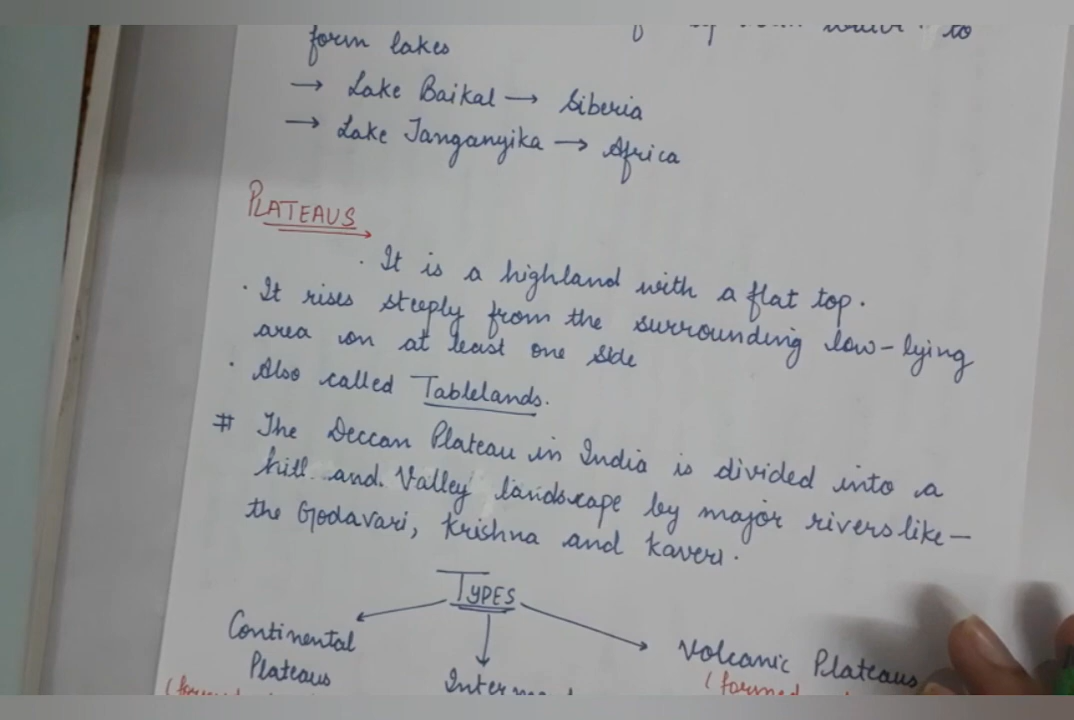 to
form lakes
→ Lake Baikal → Siberia
→ Lake Tanganyika → Africa
PLATEAUS
· It is a highland with a flat top.
· It rises steeply from the surrounding low-lying
area on at least one side
· Also called Tablelands.
# The Deccan Plateau in India is divided into a
hill and Valley landscape by major rivers like-
the Godavari, Krishna and Kaveri.
TYPES
Continental
Plateaus
Volcanic Plateaus
(formed